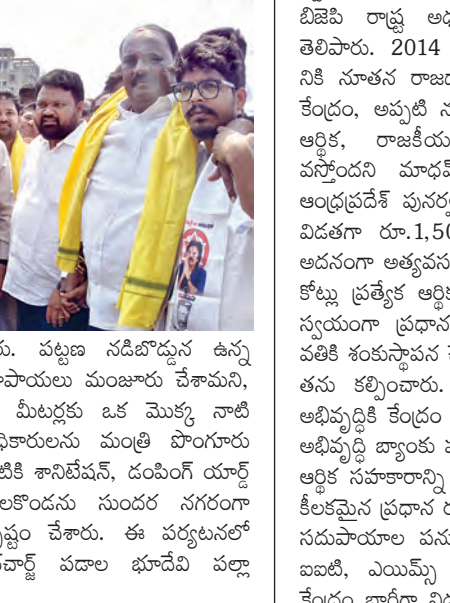 రు. పట్టణ నడిబొడ్డున ఉన్న
పాయలు మంజూరు చేశామని,
మీటర్లకు ఒక మొక్క నాటి
ధికారులను మంత్రి పొంగూరు
టికి శానిటేషన్, డంపింగ్ యార్డ్
లకొండను సుందర నగరంగా
ష్టం చేశారు. ఈ పర్యటనలో
చార్జ్ పడాల భూదేవి పల్లా
బిజెపి రాష్ట్ర అధ
తెలిపారు. 2014
నికి నూతన రాజధ
కేంద్రం, అప్పటి న
ఆర్థిక, రాజకీయ
వస్తోందని మాధవ్
ఆంధ్రప్రదేశ్ పునర్వ
విడతగా రూ.1,50
అదనంగా అత్యవస
కోట్లు ప్రత్యేక ఆర్థిక
స్వయంగా ప్రధాన
వతికి శంకుస్థాపన
తను కల్పించారు.
అభివృద్ధికి కేంద్రం
అభివృద్ధి బ్యాంకు
ఆర్థిక సహకారాన్ని
కీలకమైన ప్రధాన ర
సదుపాయాల పను
ఐఐటి, ఎయిమ్స్
కేంద్రం భారీగా